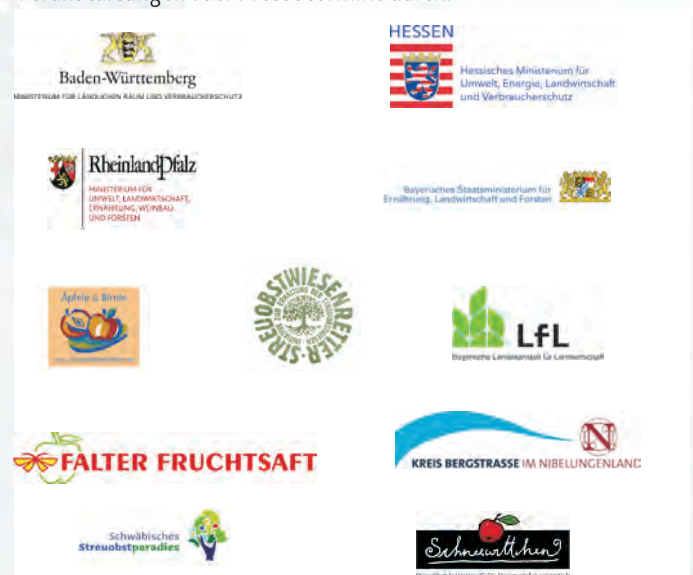 Baden-Württemberg
MINISTERIUM FÜR LÄNDLICHEN RAUM UND VERBRAUCHERSCHUTZ
HESSEN
Hessisches Ministerium für
Umwelt, Energie, Landwirtschaft
und Verbraucherschutz
RheinlandPfalz
MINISTERIUM FÜR
UMWELT, LANDWIRTSCHAFT,
ERNÄHRUNG, WEINBAU
UND FORSTEN
Bayerisches Staatsministerium für
Ernährung, Landwirtschaft und Forsten
Äpfele & Birnle
STREUOBSTWIESENRETTER
LfL
Bayerische Landesanstalt für Landwirtschaft
FALTER FRUCHTSAFT
N
KREIS BERGSTRASSE IM NIBELUNGENLAND
Schwäbisches
Streuobstparadies
Schneewittchen